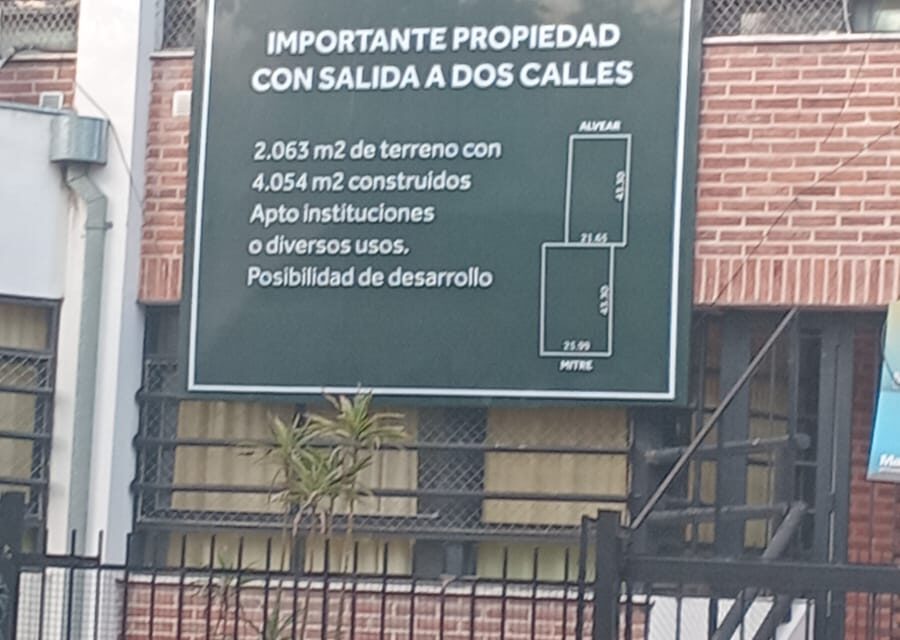 IMPORTANTE PROPIEDAD
CON SALIDA A DOS CALLES
2.063 m2 de terreno con
4.054 m2 construidos
Apto instituciones
o diversos usos.
Posibilidad de desarrollo
ALVEAR
43.30
21.65
43.30
25.99
MITRE